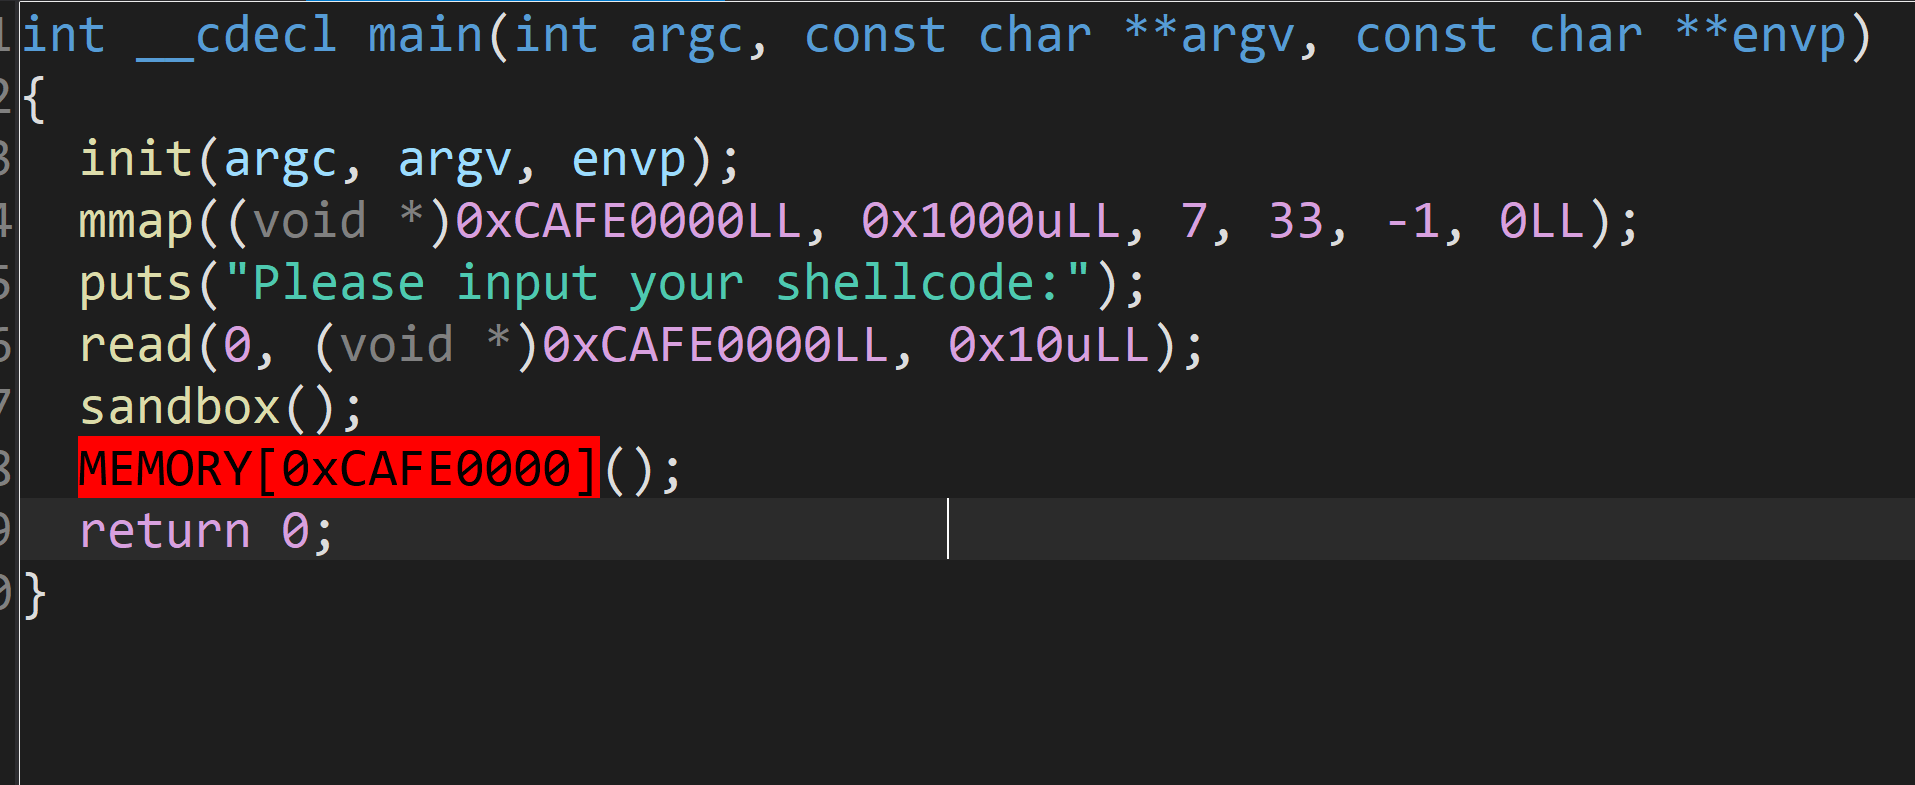 1 int __cdecl main(int argc, const char **argv, const char **envp)
2 {
3   init(argc, argv, envp);
4   mmap((void *)0xCAFE0000LL, 0x1000uLL, 7, 33, -1, 0LL);
5   puts("Please input your shellcode:");
6   read(0, (void *)0xCAFE0000LL, 0x10uLL);
7   sandbox();
8   MEMORY[0xCAFE0000]();
9   return 0;
0 }